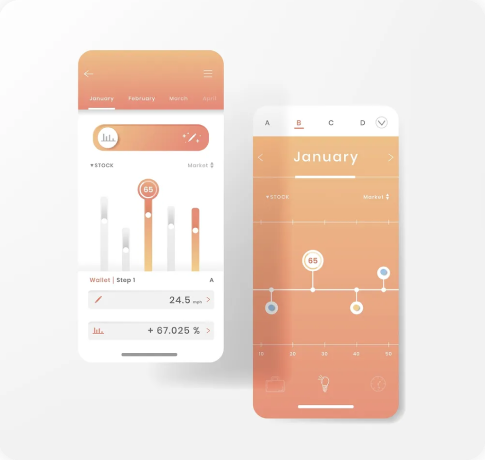 January February March April
+STOCK Market
65
Wallet | Stop 1 A
24.5 mph
+ 67.025 %
A B C D
January
+STOCK Market
65
10 20 30 40 50